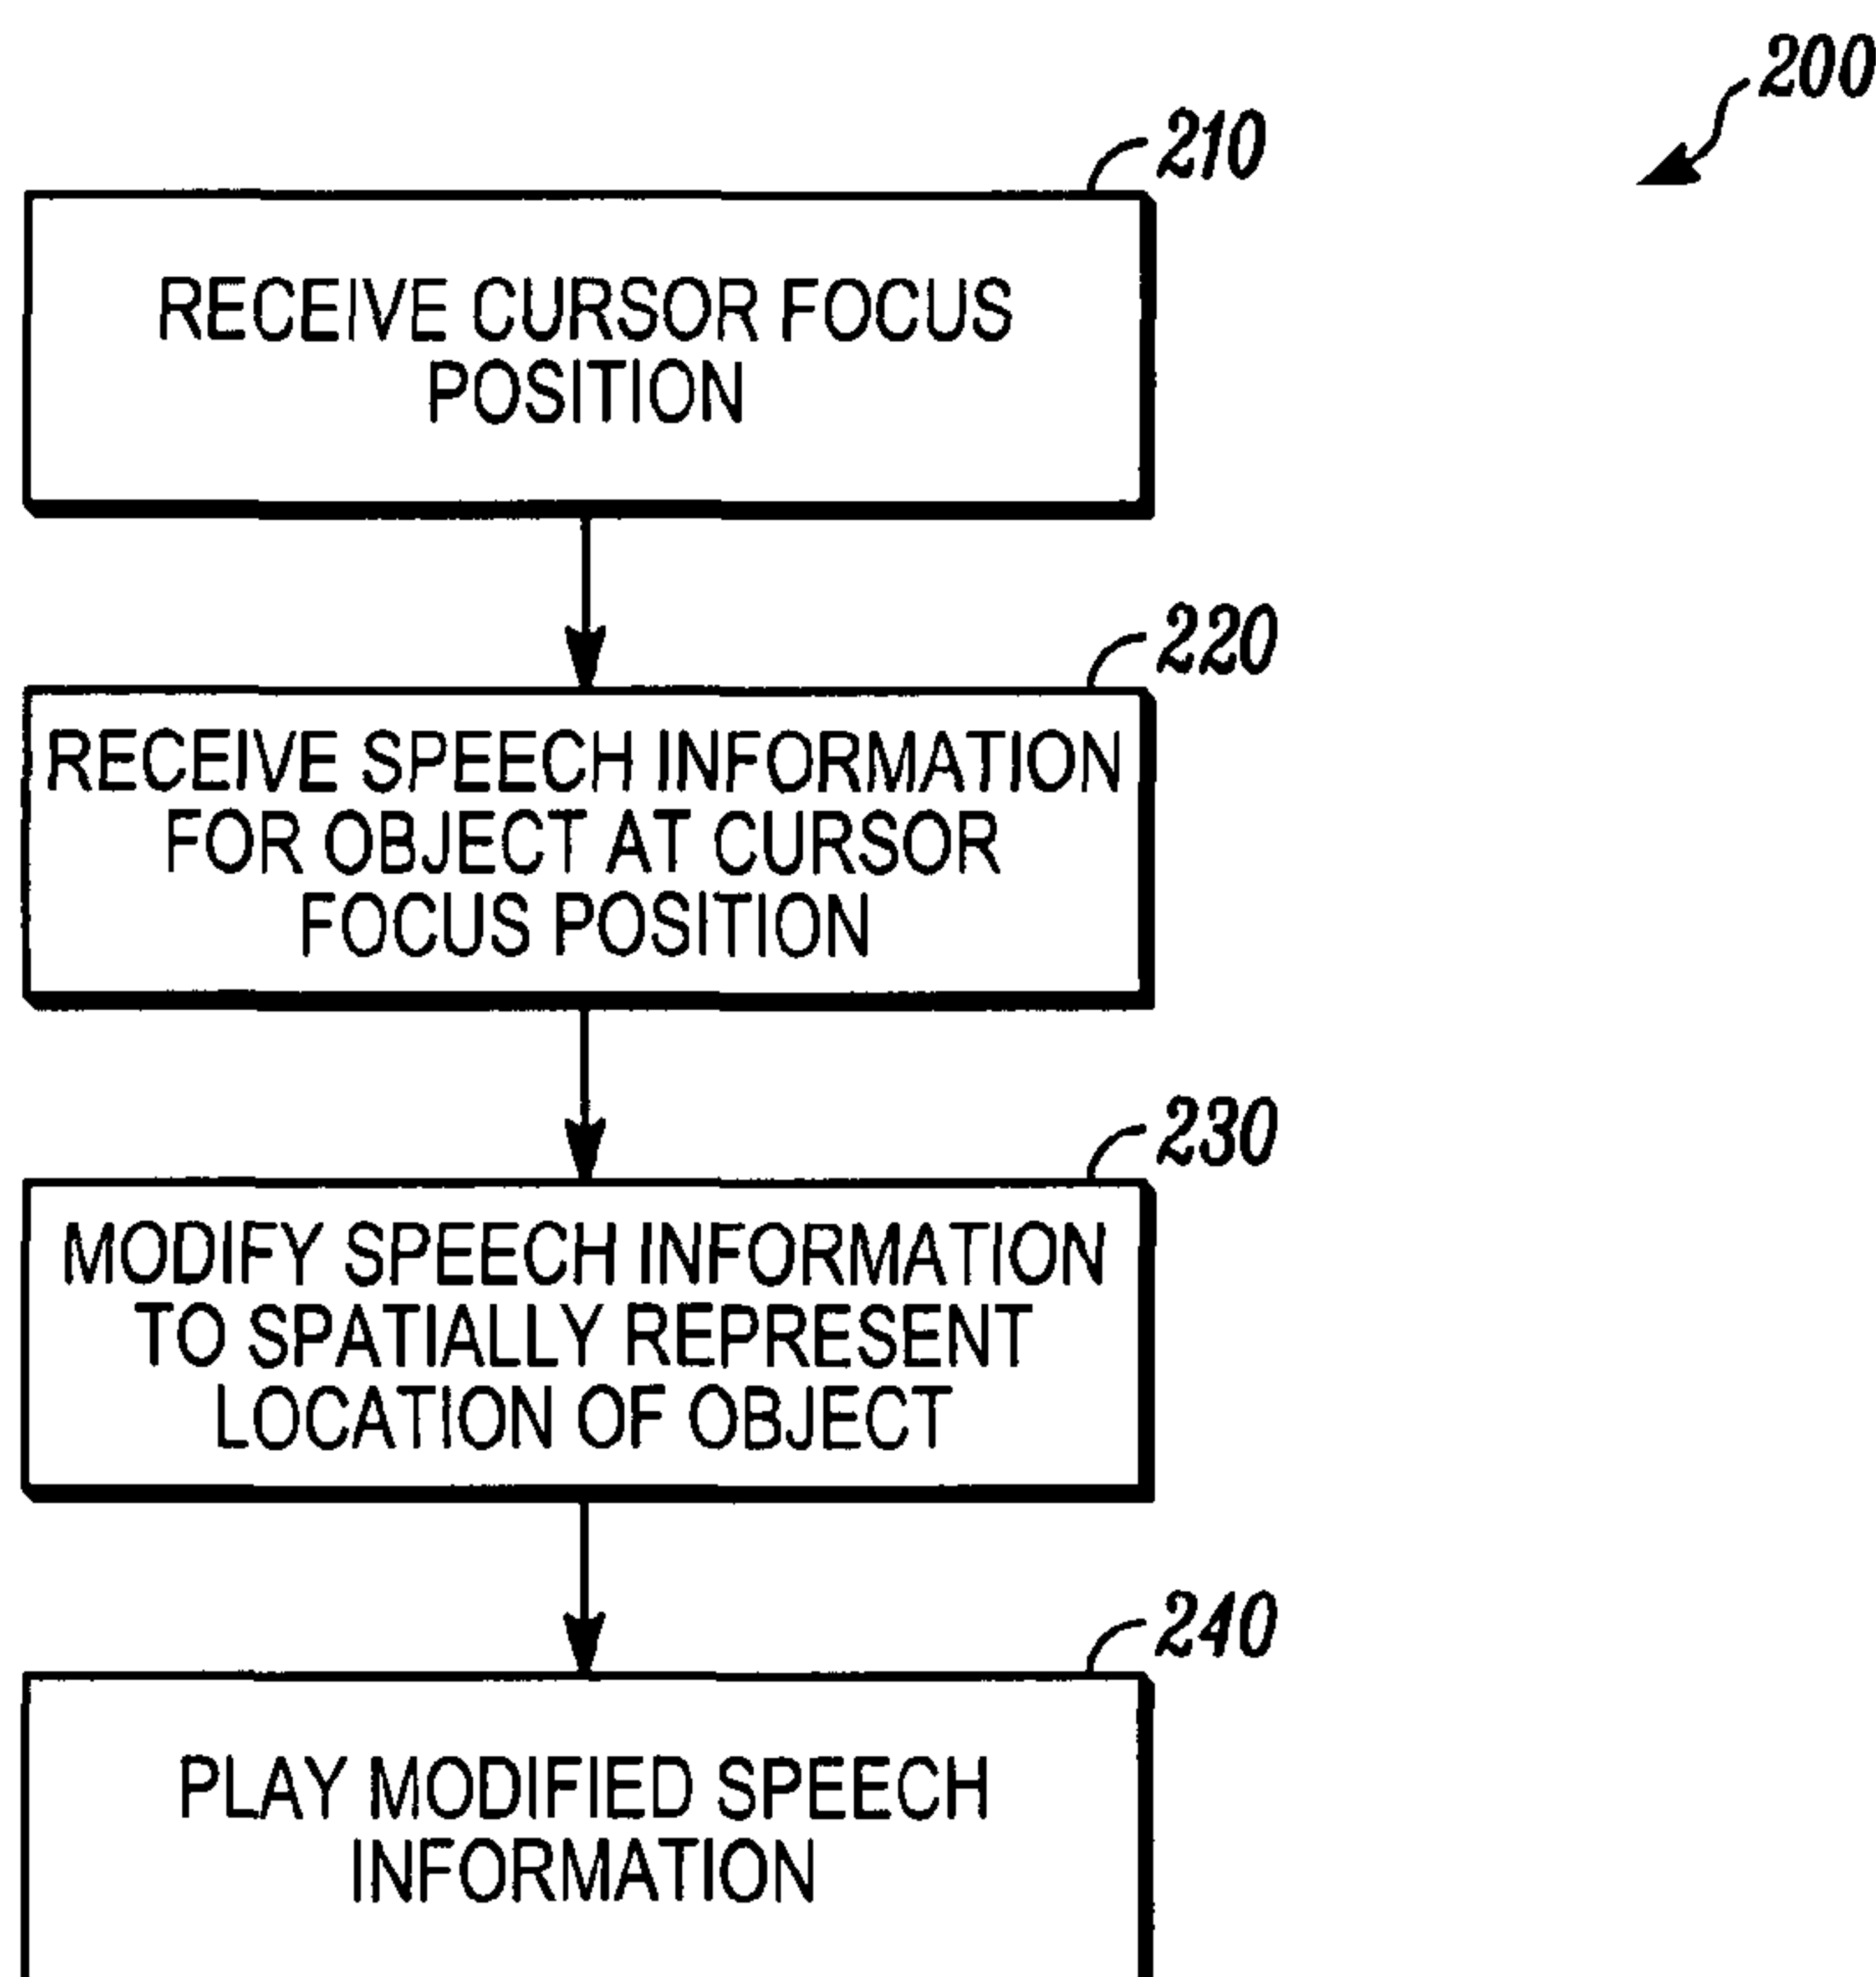 200
210
RECEIVE CURSOR FOCUS
POSITION
220
RECEIVE SPEECH INFORMATION
FOR OBJECT AT CURSOR
FOCUS POSITION
230
MODIFY SPEECH INFORMATION
TO SPATIALLY REPRESENT
LOCATION OF OBJECT
240
PLAY MODIFIED SPEECH
INFORMATION